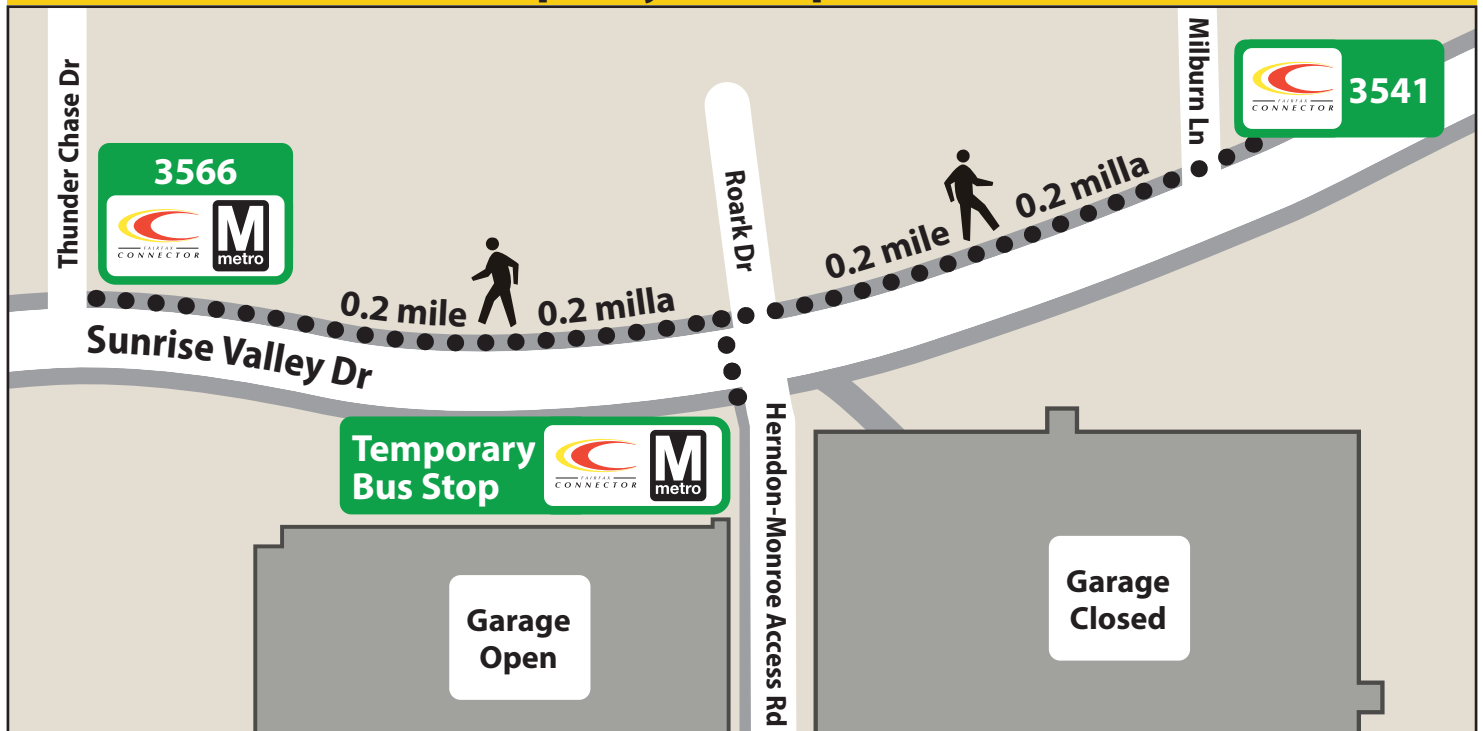 Thunder Chase Dr
3566
FAIRFAX
CONNECTOR
M
metro
0.2 mile
0.2 milla
Sunrise Valley Dr
Roark Dr
0.2 mile
0.2 milla
Milburn Ln
FAIRFAX
CONNECTOR
3541
Temporary
Bus Stop
FAIRFAX
CONNECTOR
M
metro
Herndon-Monroe Access Rd
Garage
Open
Garage
Closed